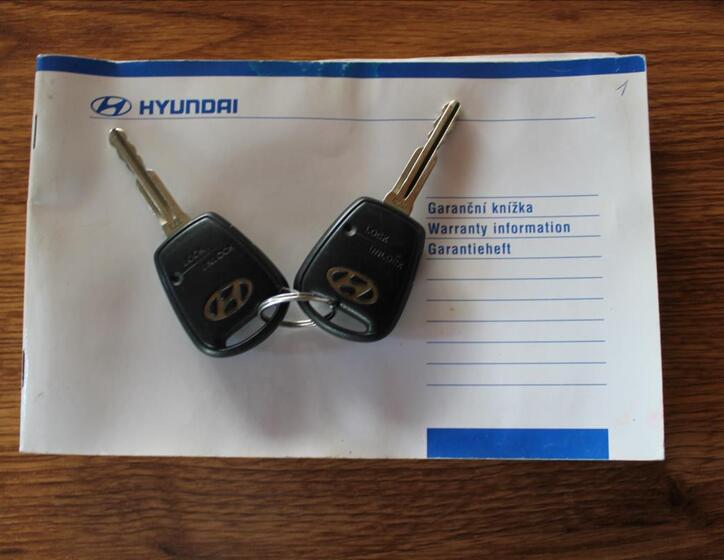 1
HYUNDAI
LOCK
UNLOCK
LOCK
UNLOCK
Garanční knížka
Warranty information
Garantieheft